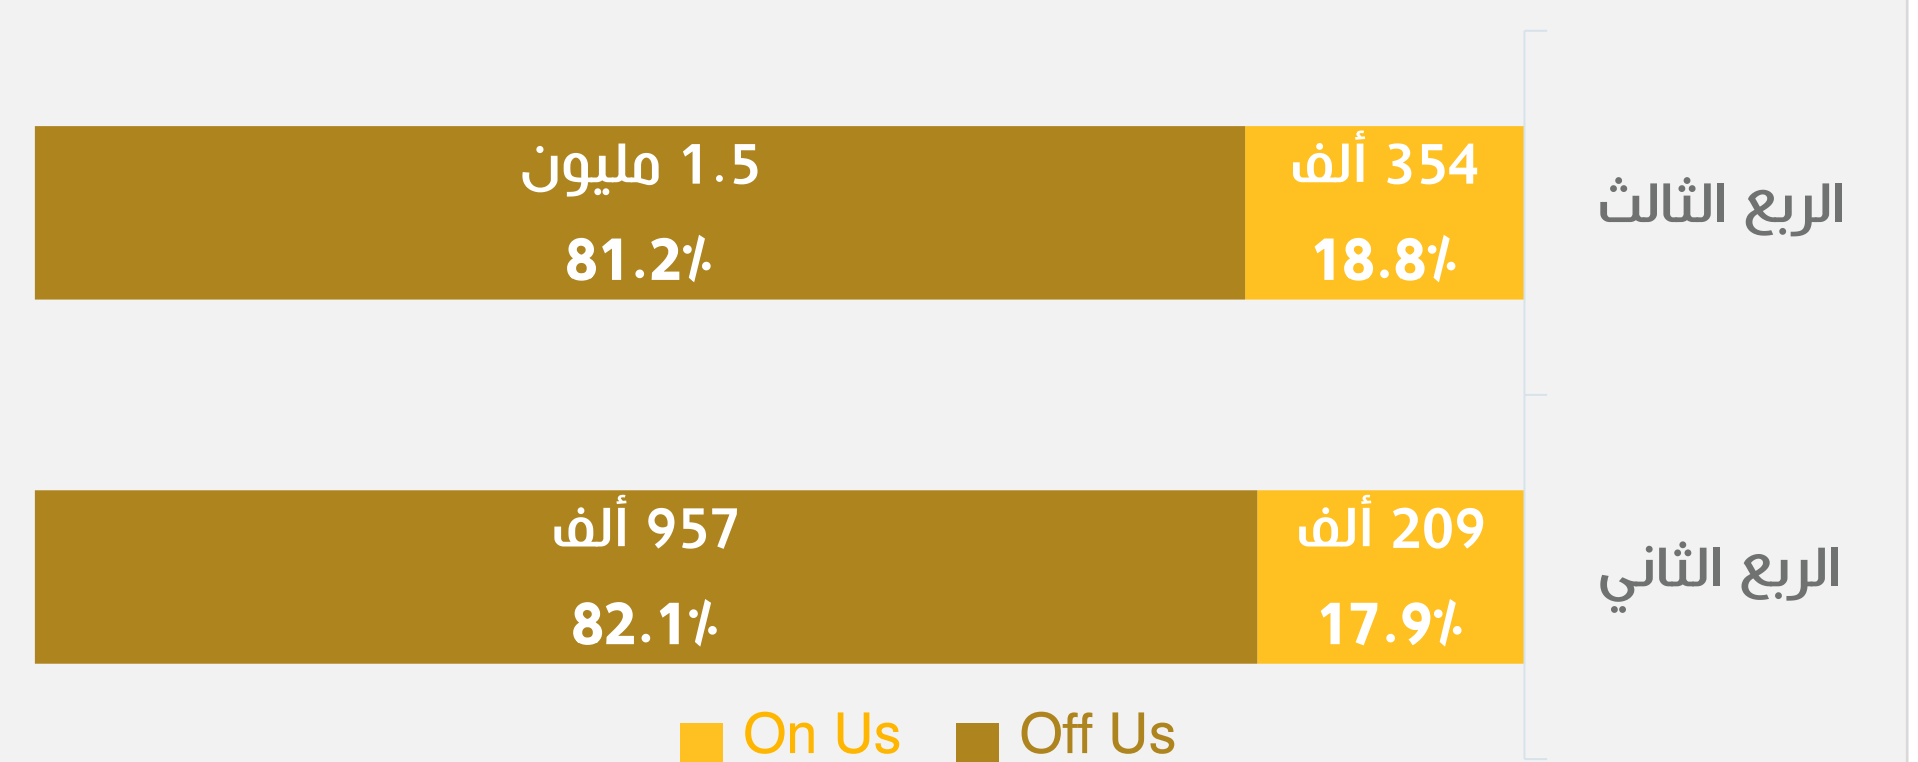 الربع الثالث
354 ألف
18.8%
1.5 مليون
81.2%
الربع الثاني
209 ألف
17.9%
957 ألف
82.1%
On Us
Off Us